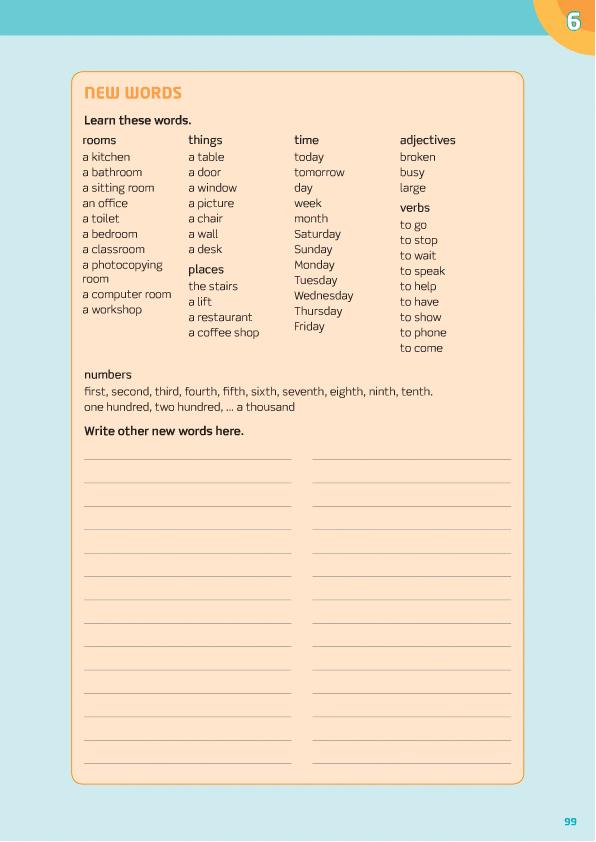 6
NEW WORDS
Learn these words.
rooms
a kitchen
a bathroom
a sitting room
an office
a toilet
a bedroom
a classroom
a photocopying
room
a computer room
a workshop
things
a table
a door
a window
a picture
a chair
a wall
a desk
places
the stairs
a lift
a restaurant
a coffee shop
time
today
tomorrow
day
week
month
Saturday
Sunday
Monday
Tuesday
Wednesday
Thursday
Friday
adjectives
broken
busy
large
verbs
to go
to stop
to wait
to speak
to help
to have
to show
to phone
to come
numbers
first, second, third, fourth, fifth, sixth, seventh, eighth, ninth, tenth.
one hundred, two hundred, ... a thousand
Write other new words here.
99